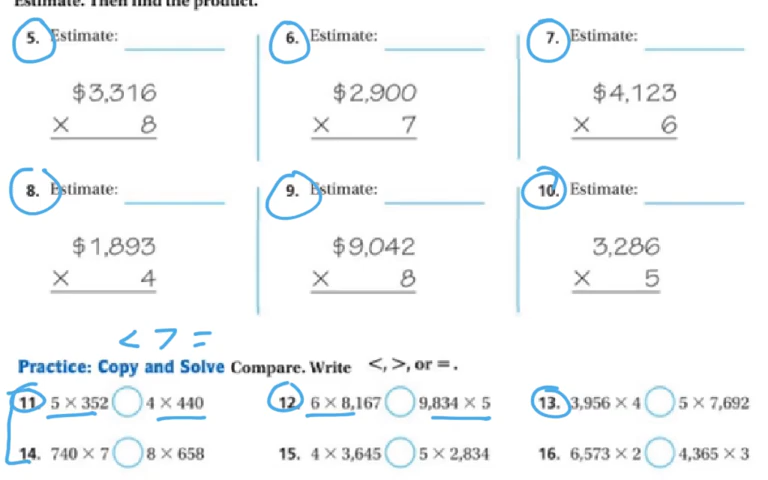 Estimate. Then find the product.
5. Estimate:
6. Estimate:
7. Estimate:
$3,316
× 8
$2,900
× 7
$4,123
× 6
8. Estimate:
9. Estimate:
10. Estimate:
$1,893
× 4
$9,042
× 8
3,286
× 5
< > =
Practice: Copy and Solve Compare. Write <, >, or = .
11. 5 × 352 ○ 4 × 440
12. 6 × 8,167 ○ 9,834 × 5
13. 3,956 × 4 ○ 5 × 7,692
14. 740 × 7 ○ 8 × 658
15. 4 × 3,645 ○ 5 × 2,834
16. 6,573 × 2 ○ 4,365 × 3